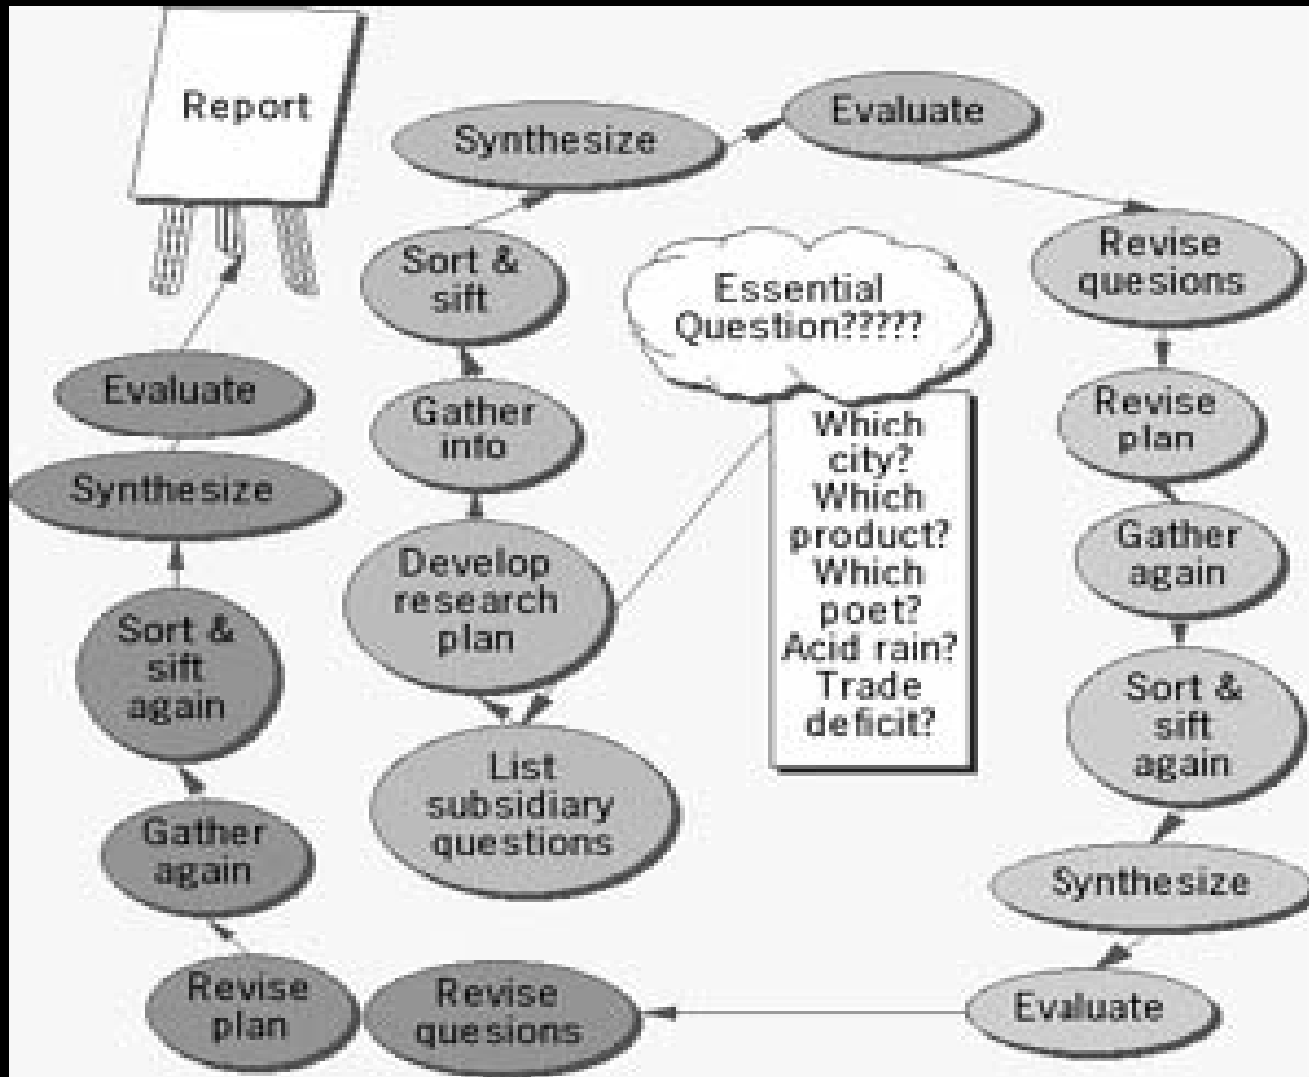 Report
Synthesize
Evaluate
Sort &
sift
Essential
Question?????
Revise
quesions
Evaluate
Gather
info
Which
city?
Which
product?
Which
poet?
Acid rain?
Trade
deficit?
Revise
plan
Synthesize
Develop
research
plan
Gather
again
Sort &
sift
again
List
subsidiary
questions
Sort &
sift
again
Gather
again
Synthesize
Revise
plan
Revise
quesions
Evaluate